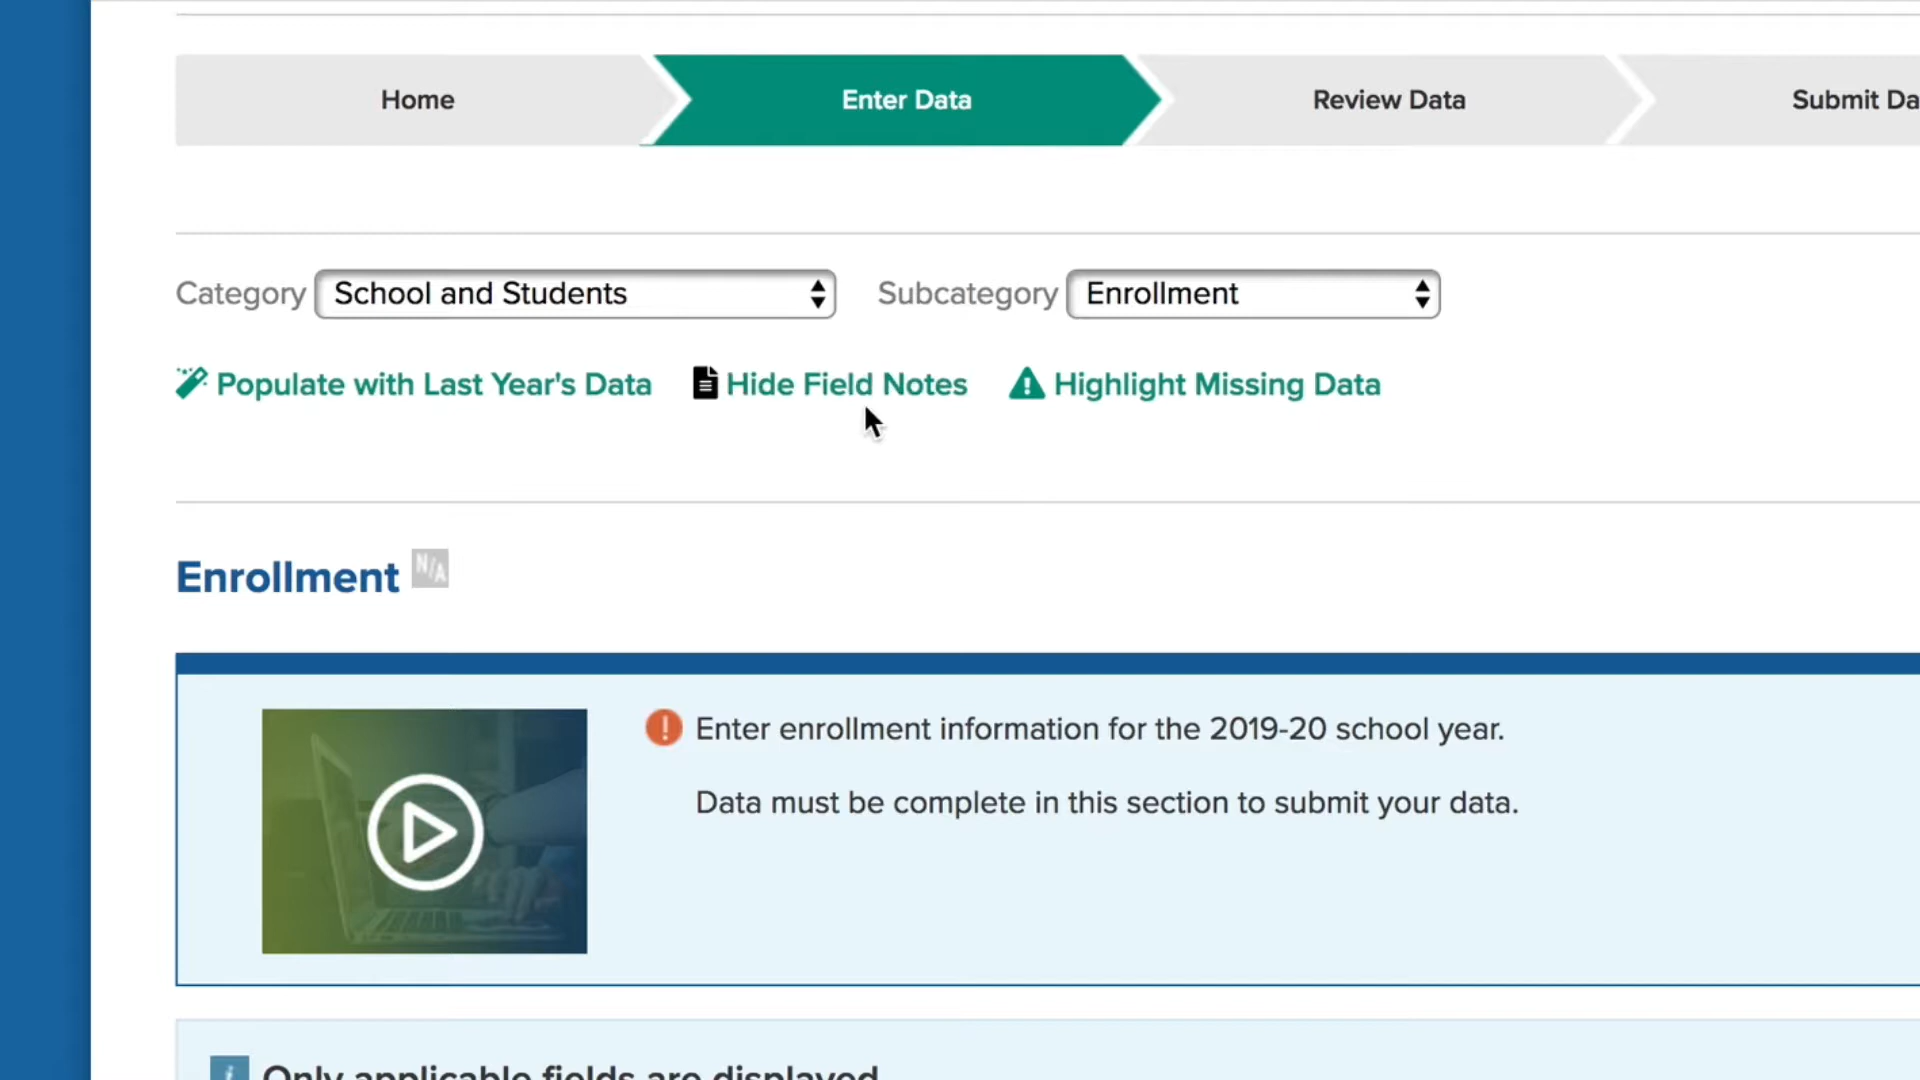 Home Enter Data Review Data Submit Da
Category School and Students Subcategory Enrollment
Populate with Last Year's Data Hide Field Notes Highlight Missing Data
Enrollment N/A
Enter enrollment information for the 2019-20 school year.
Data must be complete in this section to submit your data.
Only applicable fields are displayed